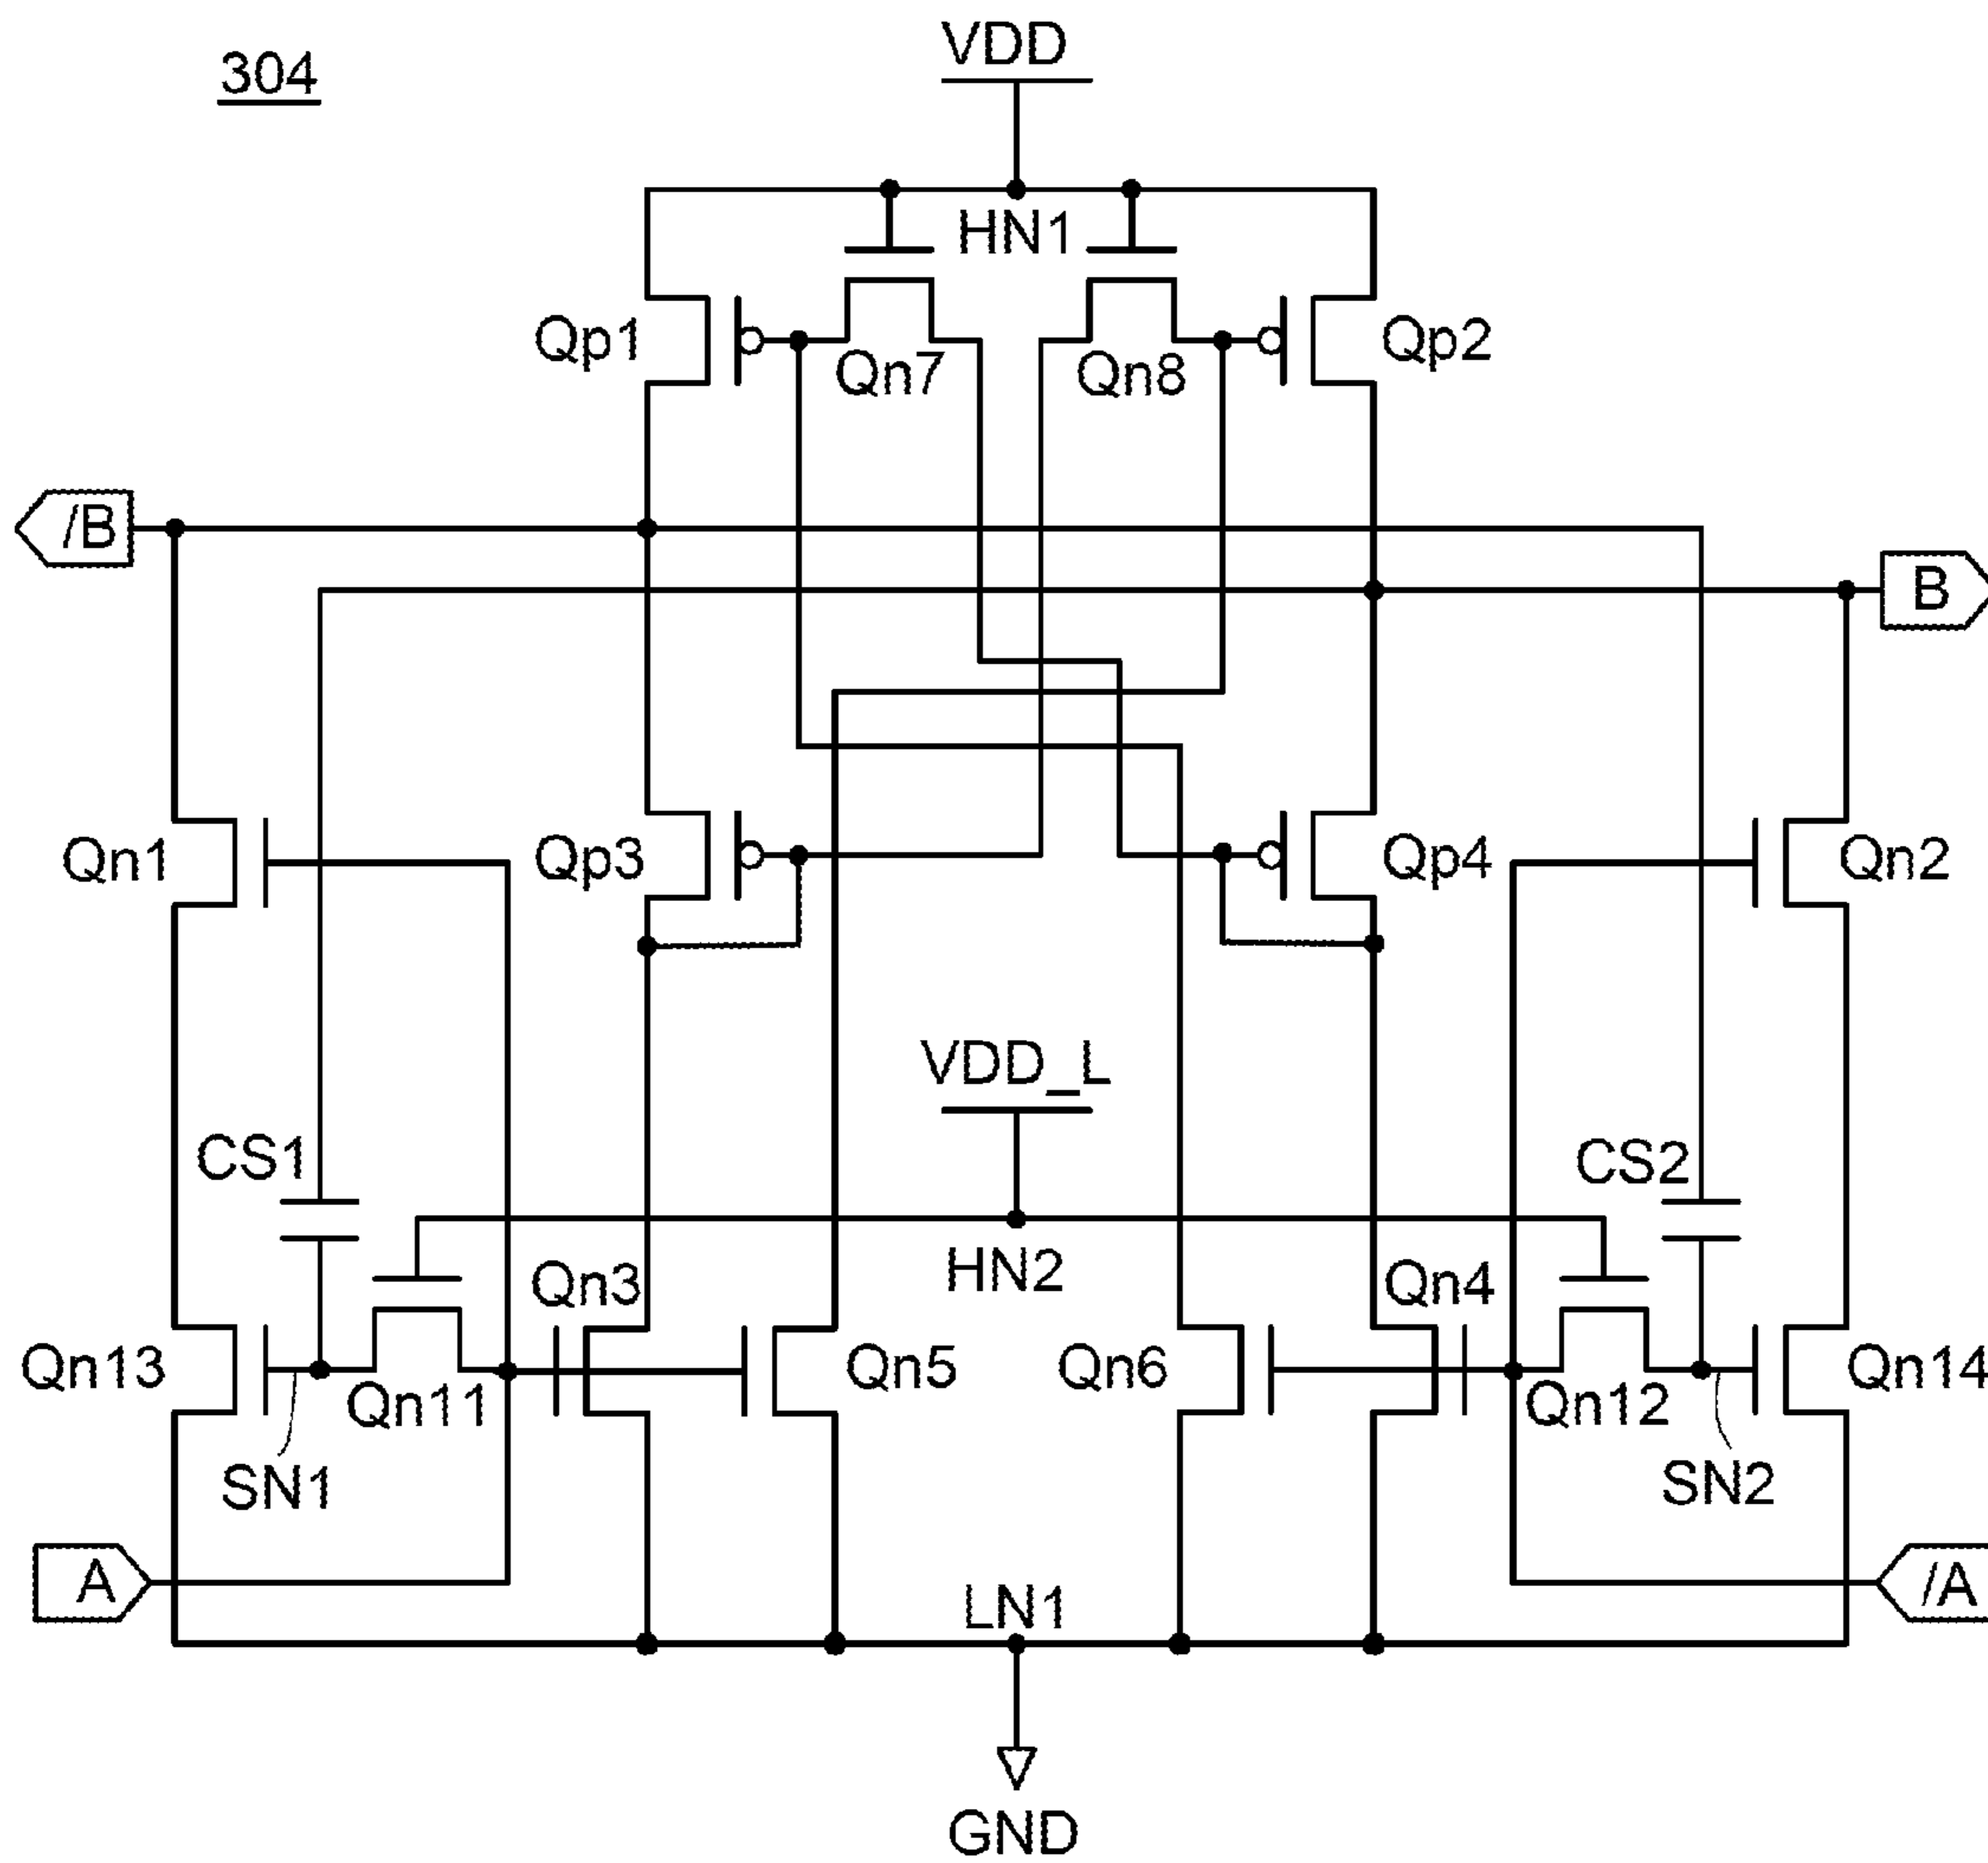 304
VDD
HN1
Qp1
Qn7
Qn8
Qp2
/B
B
Qn1
Qp3
Qp4
Qn2
VDD_L
CS1
CS2
HN2
Qn3
Qn4
Qn13
Qn11
Qn5
Qn6
Qn12
Qn14
SN1
SN2
A
LN1
/A
GND